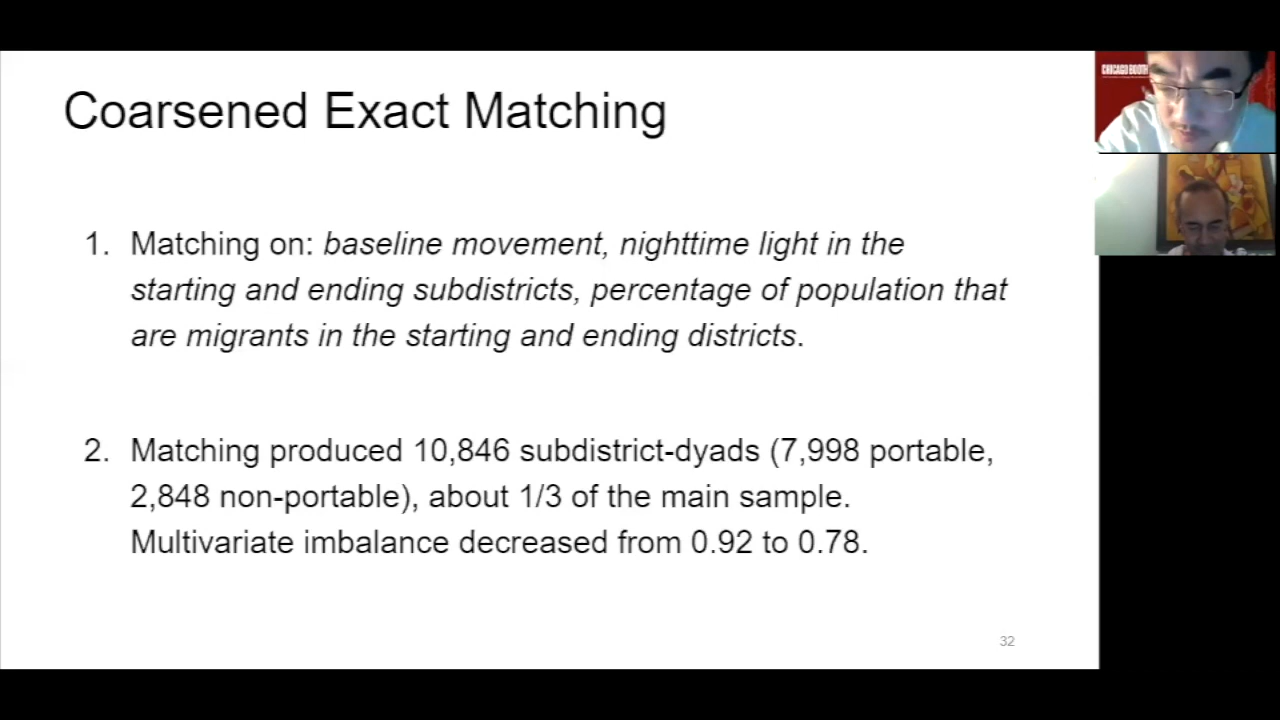 Coarsened Exact Matching
CHICAGO BOOTH
1. Matching on: baseline movement, nighttime light in the
starting and ending subdistricts, percentage of population that
are migrants in the starting and ending districts.
2. Matching produced 10,846 subdistrict-dyads (7,998 portable,
2,848 non-portable), about 1/3 of the main sample.
Multivariate imbalance decreased from 0.92 to 0.78.
32